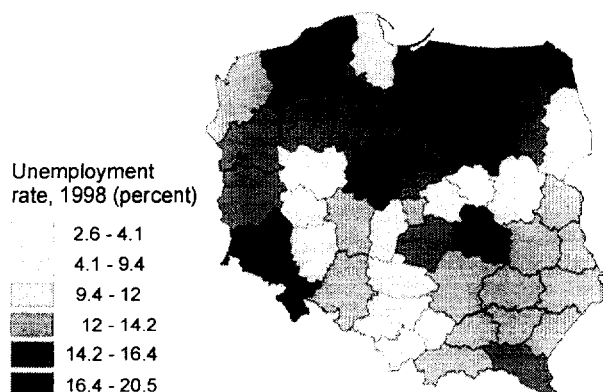 Unemployment
rate, 1998 (percent)
2.6 - 4.1
4.1 - 9.4
9.4 - 12
12 - 14.2
14.2 - 16.4
16.4 - 20.5